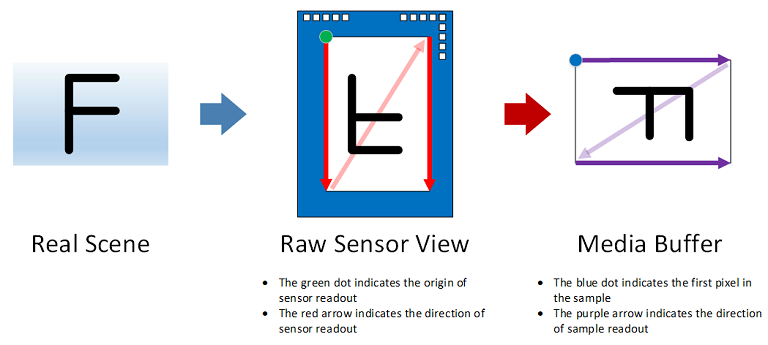 F
Real Scene
Raw Sensor View
Media Buffer
• The green dot indicates the origin of
sensor readout
• The red arrow indicates the direction of
sensor readout
• The blue dot indicates the first pixel in
the sample
• The purple arrow indicates the direction
of sample readout